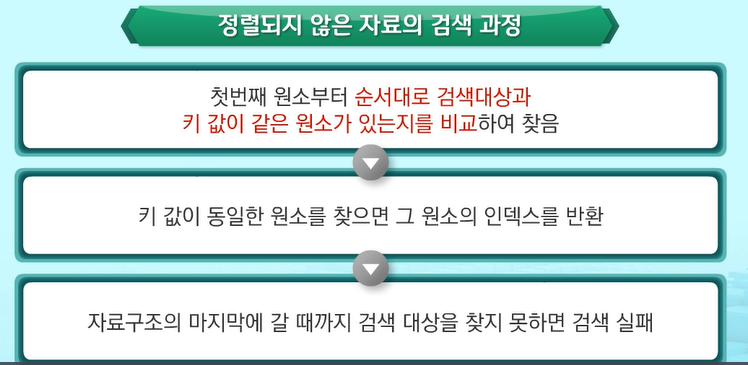 정렬되지 않은 자료의 검색 과정
첫번째 원소부터 순서대로 검색대상과
키 값이 같은 원소가 있는지를 비교하여 찾음
키 값이 동일한 원소를 찾으면 그 원소의 인덱스를 반환
자료구조의 마지막에 갈 때까지 검색 대상을 찾지 못하면 검색 실패